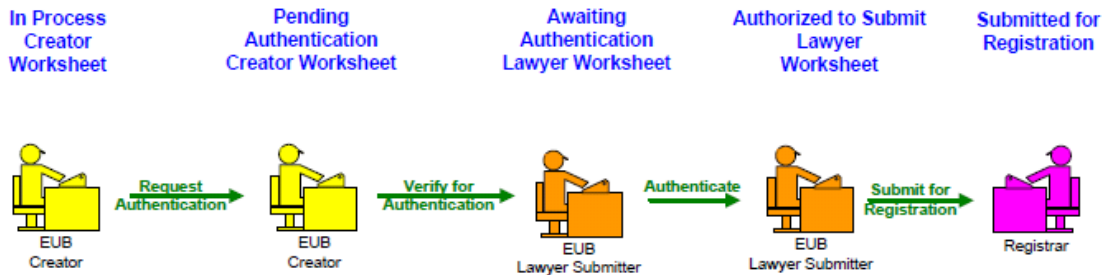 In Process
Creator
Worksheet
Pending
Authentication
Creator Worksheet
Awaiting
Authentication
Lawyer Worksheet
Authorized to Submit
Lawyer
Worksheet
Submitted for
Registration
Request
Authentication
Verify for
Authentication
Authenticate
Submit for
Registration
EUB
Creator
EUB
Creator
EUB
Lawyer Submitter
EUB
Lawyer Submitter
Registrar